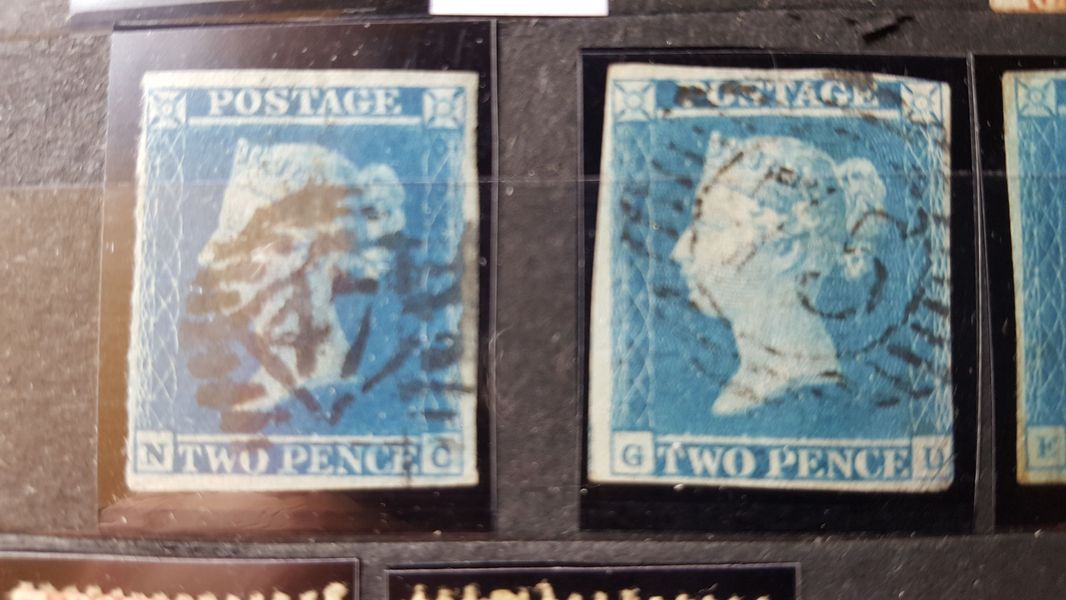 POSTAGE
N TWO PENCE C
POSTAGE
G TWO PENCE U
E